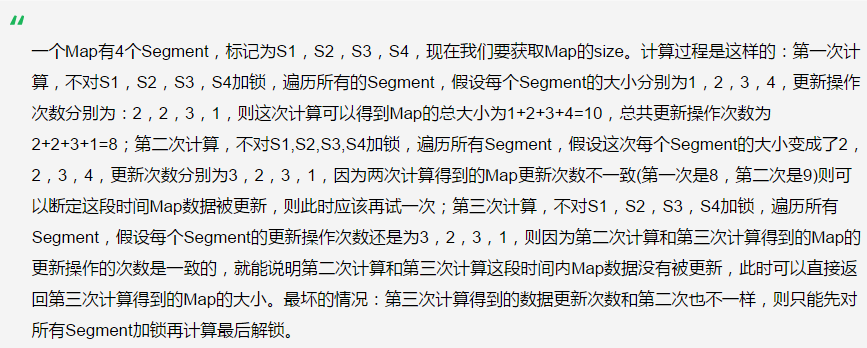 一个Map有4个Segment，标记为S1，S2，S3，S4，现在我们要获取Map的size。计算过程是这样的：第一次计
算，不对S1，S2，S3，S4加锁，遍历所有的Segment，假设每个Segment的大小分别为1，2，3，4，更新操作
次数分别为：2，2，3，1，则这次计算可以得到Map的总大小为1+2+3+4=10，总共更新操作次数为
2+2+3+1=8；第二次计算，不对S1,S2,S3,S4加锁，遍历所有Segment，假设这次每个Segment的大小变成了2，
2，3，4，更新次数分别为3，2，3，1，因为两次计算得到的Map更新次数不一致(第一次是8，第二次是9)则可
以断定这段时间Map数据被更新，则此时应该再试一次；第三次计算，不对S1，S2，S3，S4加锁，遍历所有
Segment，假设每个Segment的更新操作次数还是为3，2，3，1，则因为第二次计算和第三次计算得到的Map的
更新操作的次数是一致的，就能说明第二次计算和第三次计算这段时间内Map数据没有被更新，此时可以直接返
回第三次计算得到的Map的大小。最坏的情况：第三次计算得到的数据更新次数和第二次也不一样，则只能先对
所有Segment加锁再计算最后解锁。